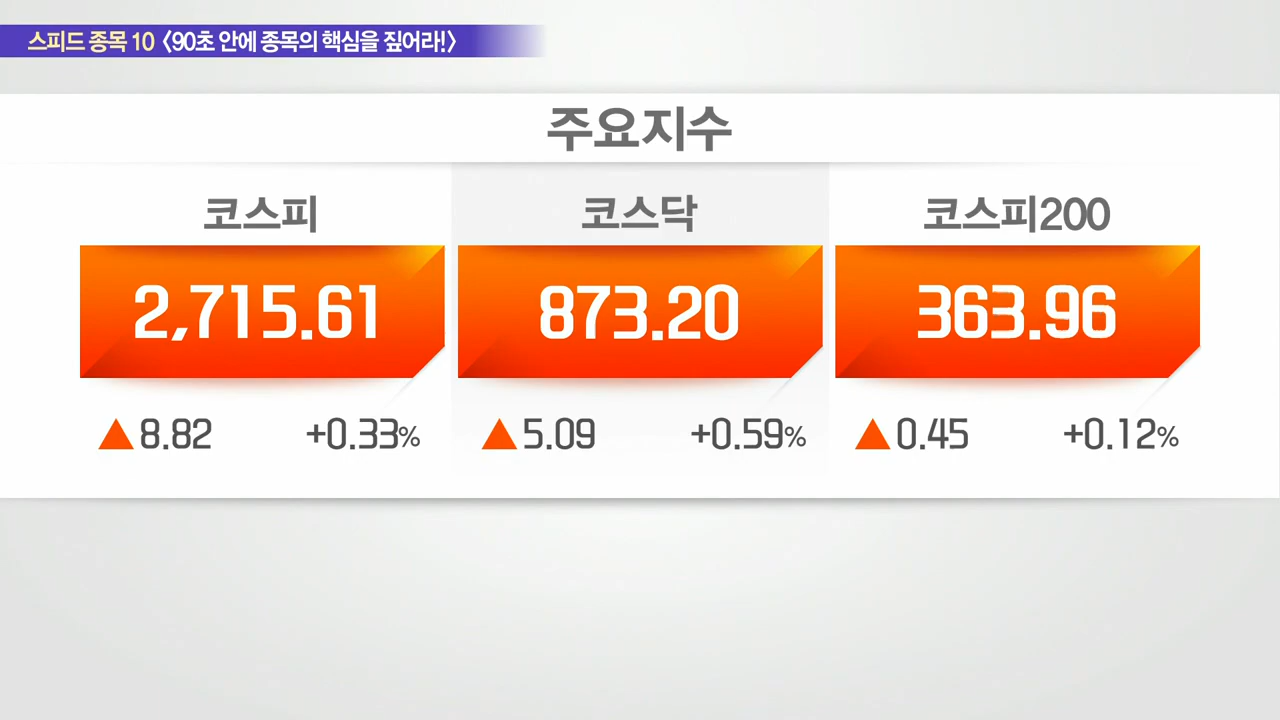 스피드 종목 10 <90초 안에 종목의 핵심을 짚어라!>
주요지수
코스피 코스닥 코스피200
2,715.61 873.20 363.96
▲8.82 +0.33% ▲5.09 +0.59% ▲0.45 +0.12%